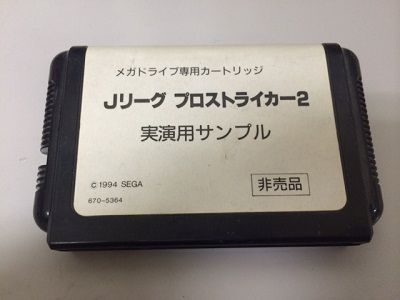 メガドライブ専用カートリッジ
Jリーグ プロストライカー2
実演用サンプル
© 1994 SEGA
非売品
670-5364